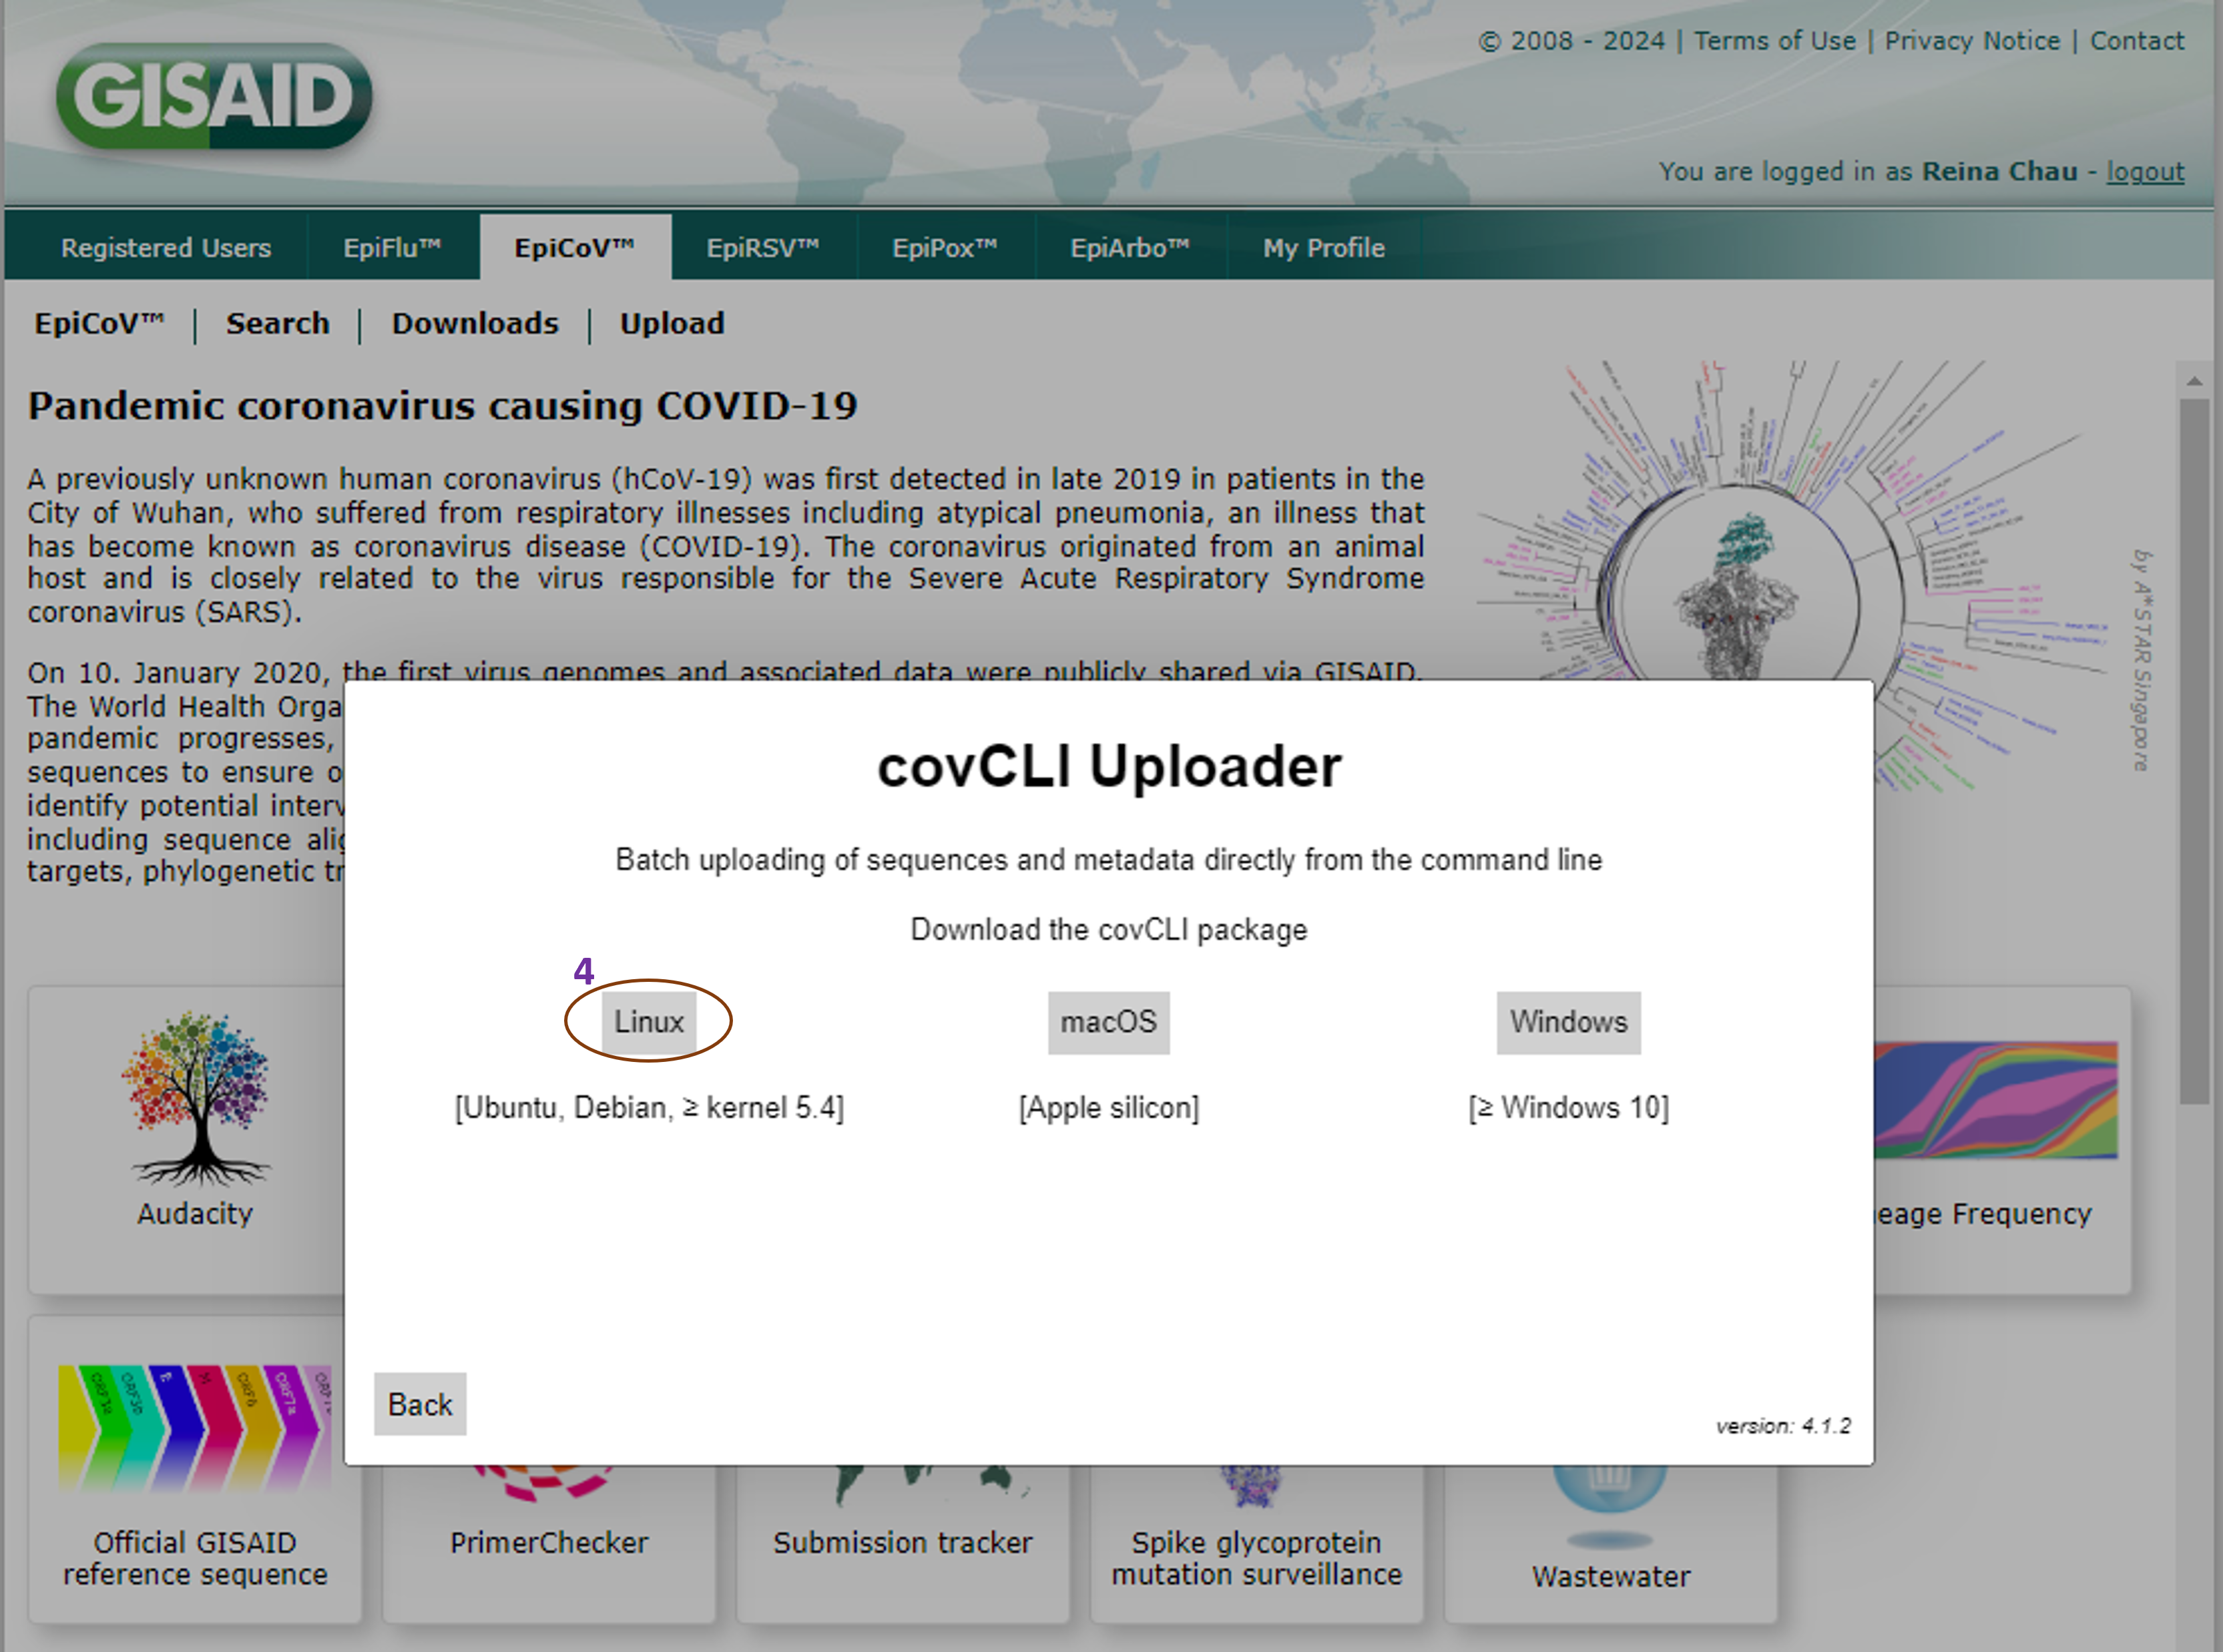 GISAID
© 2008 - 2024 | Terms of Use | Privacy Notice | Contact
You are logged in as Reina Chau - logout
Registered Users EpiFlu™ EpiCoV™ EpiRSV™ EpiPox™ EpiArbo™ My Profile
EpiCoV™ | Search | Downloads | Upload
Pandemic coronavirus causing COVID-19
A previously unknown human coronavirus (hCoV-19) was first detected in late 2019 in patients in the
City of Wuhan, who suffered from respiratory illnesses including atypical pneumonia, an illness that
has become known as coronavirus disease (COVID-19). The coronavirus originated from an animal
host and is closely related to the virus responsible for the Severe Acute Respiratory Syndrome
coronavirus (SARS).
On 10. January 2020, the first virus genomes and associated data were publicly shared via GISAID.
The World Health Orga
pandemic progresses,
sequences to ensure o
identify potential interv
including sequence alig
targets, phylogenetic tr
by A*STAR Singapore
covCLI Uploader
Batch uploading of sequences and metadata directly from the command line
Download the covCLI package
4
Linux macOS Windows
[Ubuntu, Debian, ≥ kernel 5.4] [Apple silicon] [≥ Windows 10]
Back
version: 4.1.2
Audacity
eage Frequency
ORF3a E M ORF6 ORF7a
Official GISAID
reference sequence
PrimerChecker
Submission tracker
Spike glycoprotein
mutation surveillance
Wastewater